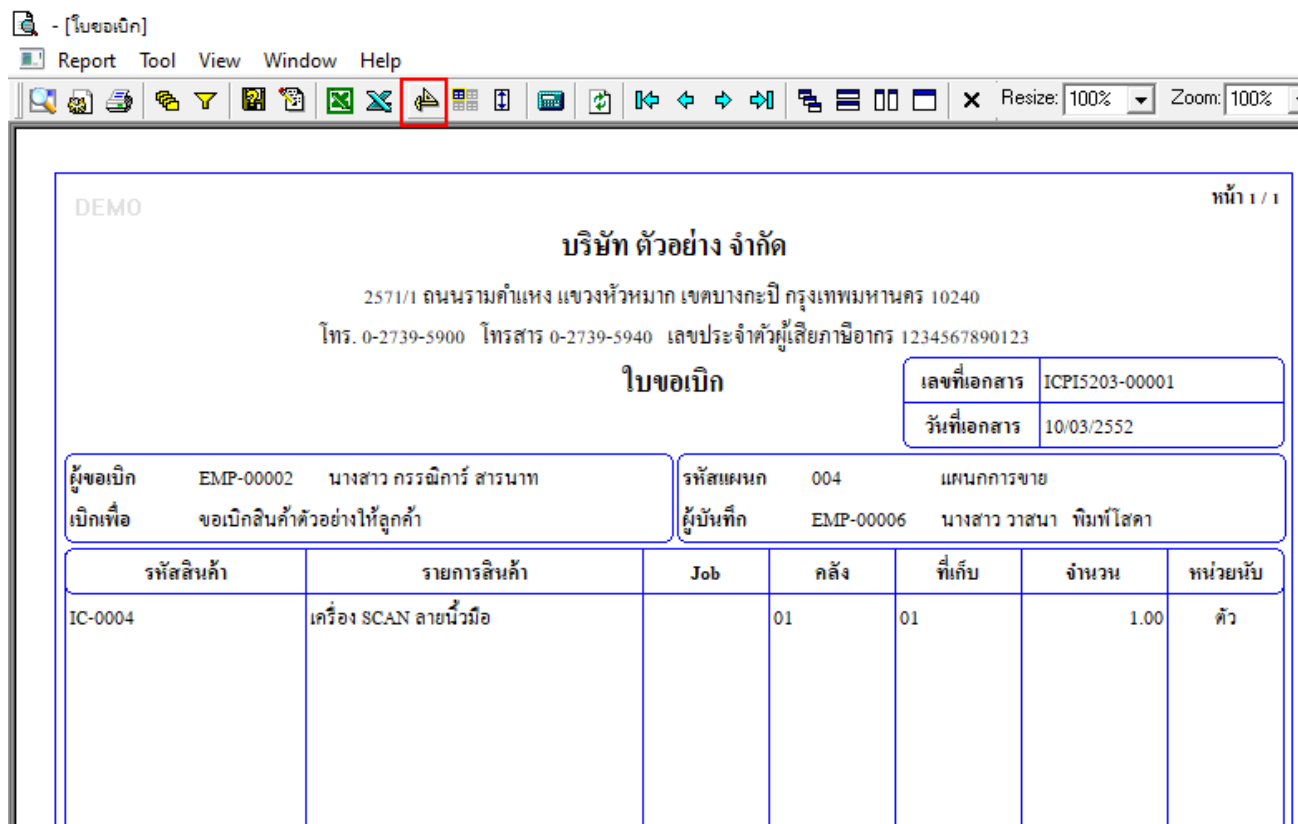 - [ใบขอเบิก]
Report Tool View Window Help
Resize: 100% Zoom: 100%
DEMO
หน้า 1 / 1
บริษัท ตัวอย่าง จำกัด
2571/1 ถนนรามคำแหง แขวงหัวหมาก เขตบางกะปิ กรุงเทพมหานคร 10240
โทร. 0-2739-5900 โทรสาร 0-2739-5940 เลขประจำตัวผู้เสียภาษีอากร 1234567890123
ใบขอเบิก
เลขที่เอกสาร ICPI5203-00001
วันที่เอกสาร 10/03/2552
ผู้ขอเบิก EMP-00002 นางสาว กรรณิการ์ สารนาท รหัสแผนก 004 แผนกการขาย
เบิกเพื่อ ขอเบิกสินค้าตัวอย่างให้ลูกค้า ผู้บันทึก EMP-00006 นางสาว วาสนา พิมพ์โสดา
รหัสสินค้า รายการสินค้า Job คลัง ที่เก็บ จำนวน หน่วยนับ
IC-0004 เครื่อง SCAN ลายนิ้วมือ 01 01 1.00 ตัว